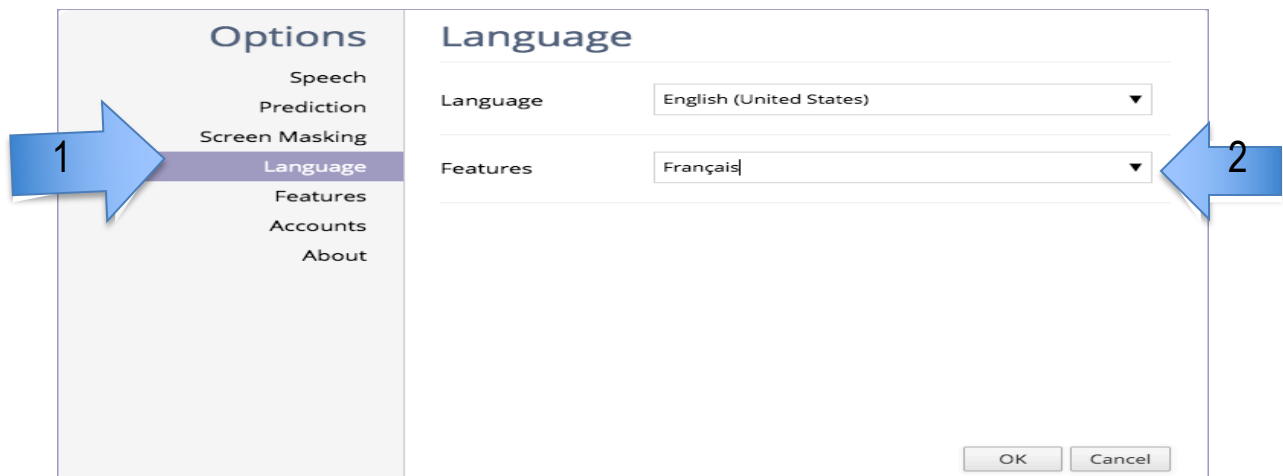 Options
Speech
Prediction
Screen Masking
Language
Features
Accounts
About
1
Language
Language English (United States)
Features Français
2
OK Cancel